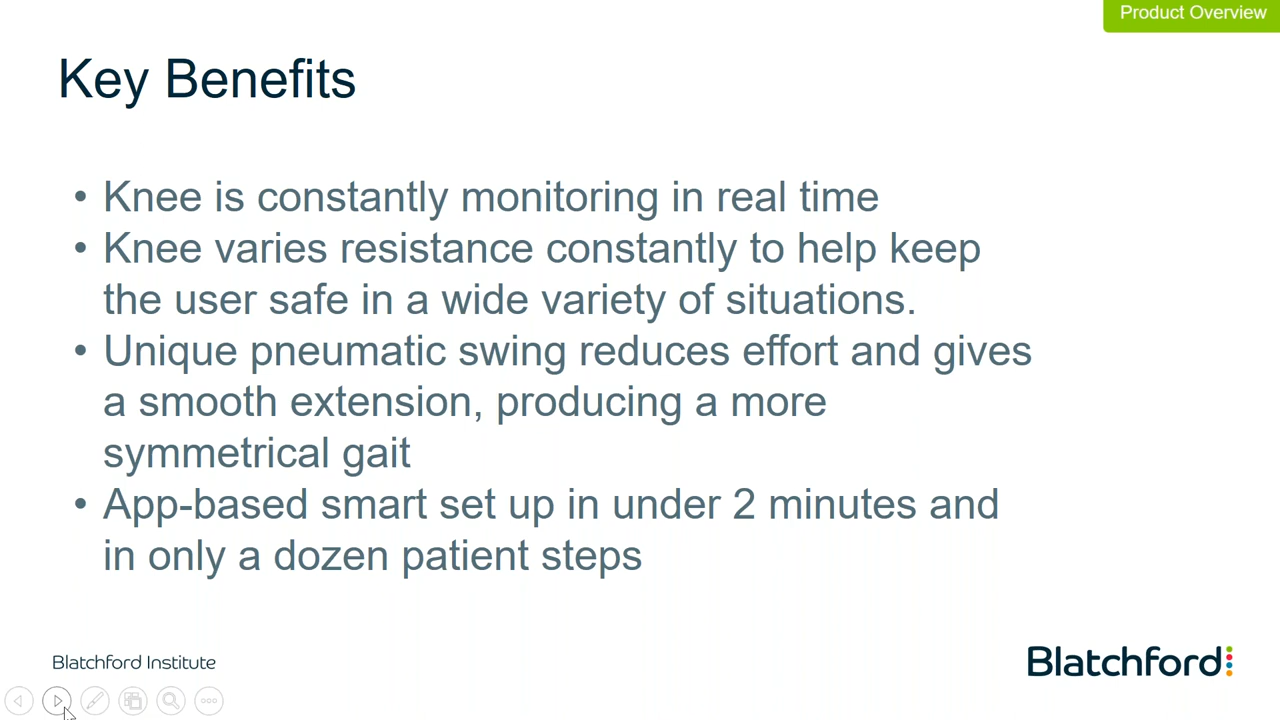 Product Overview
Key Benefits
• Knee is constantly monitoring in real time
• Knee varies resistance constantly to help keep
the user safe in a wide variety of situations.
• Unique pneumatic swing reduces effort and gives
a smooth extension, producing a more
symmetrical gait
• App-based smart set up in under 2 minutes and
in only a dozen patient steps
Blatchford Institute
Blatchford